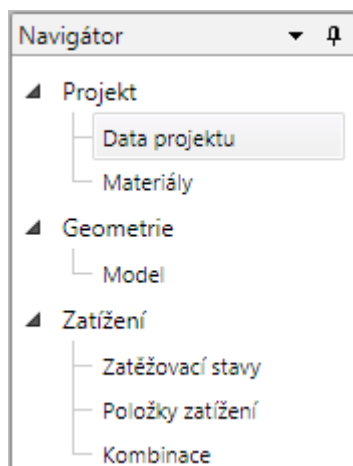 Navigátor
Projekt
Data projektu
Materiály
Geometrie
Model
Zatížení
Zatěžovací stavy
Položky zatížení
Kombinace